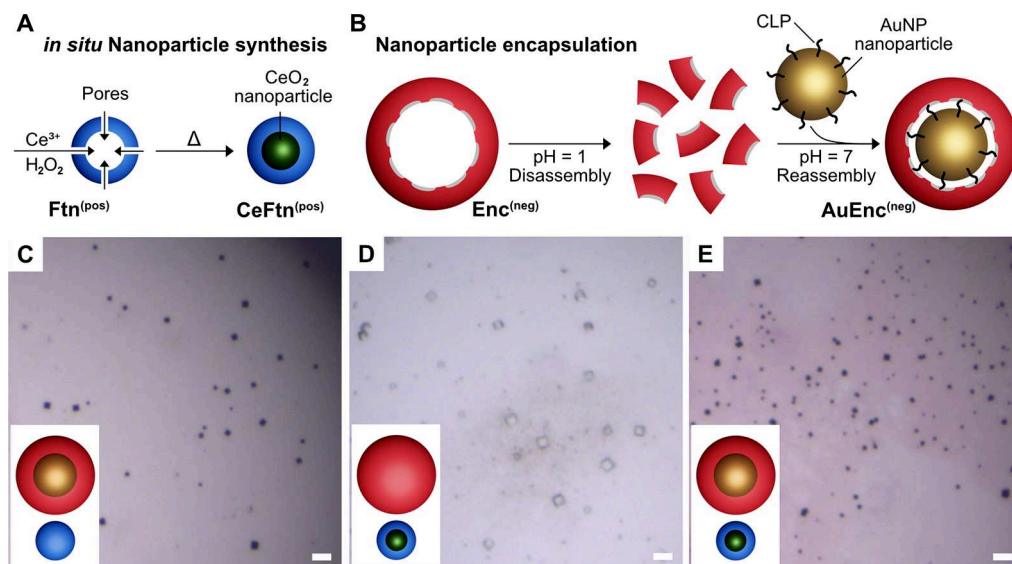 A
in situ Nanoparticle synthesis
Pores
Ce³⁺
H₂O₂
Ftn⁽ᵖᵒˢ⁾
Δ
CeO₂
nanoparticle
CeFtn⁽ᵖᵒˢ⁾
B
Nanoparticle encapsulation
Enc⁽ⁿᵉᵍ⁾
pH = 1
Disassembly
CLP
AuNP
nanoparticle
pH = 7
Reassembly
AuEnc⁽ⁿᵉᵍ⁾
C
D
E